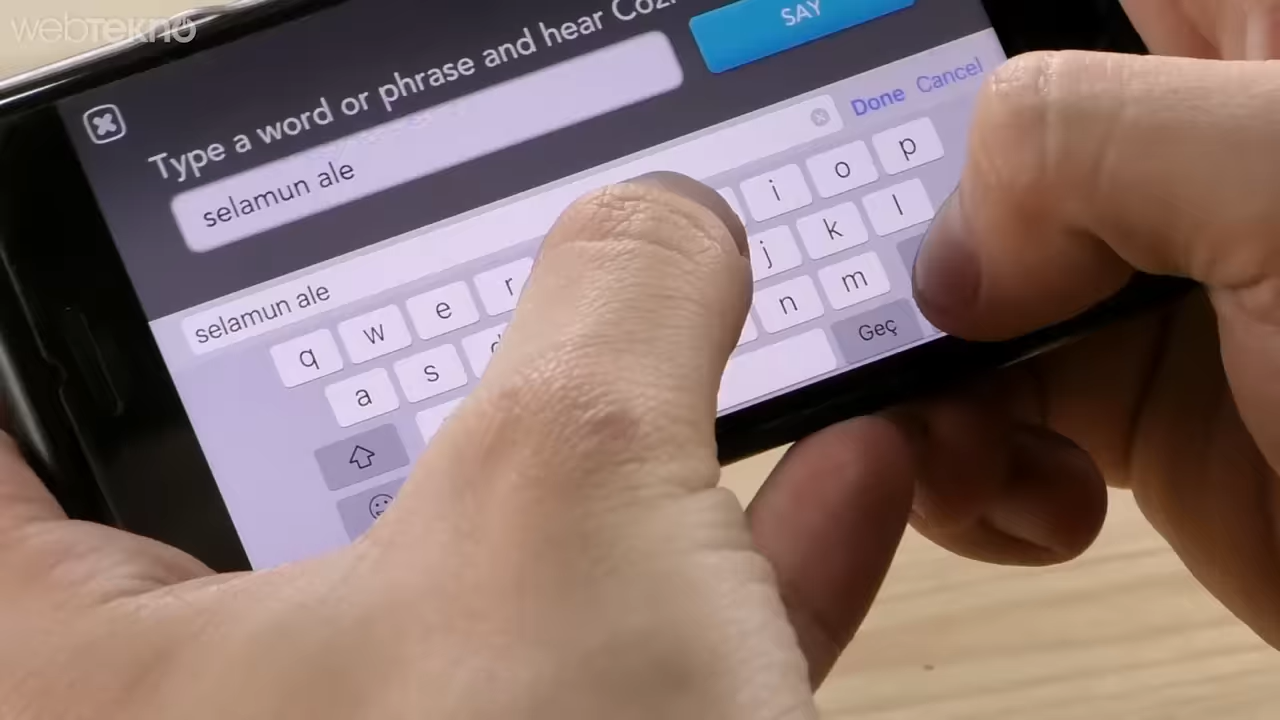 webtekno
SAY
Type a word or phrase and hear Coz
selamun ale
Done Cancel
selamun ale
q w e r i o p
a s j k l
n m
Geç